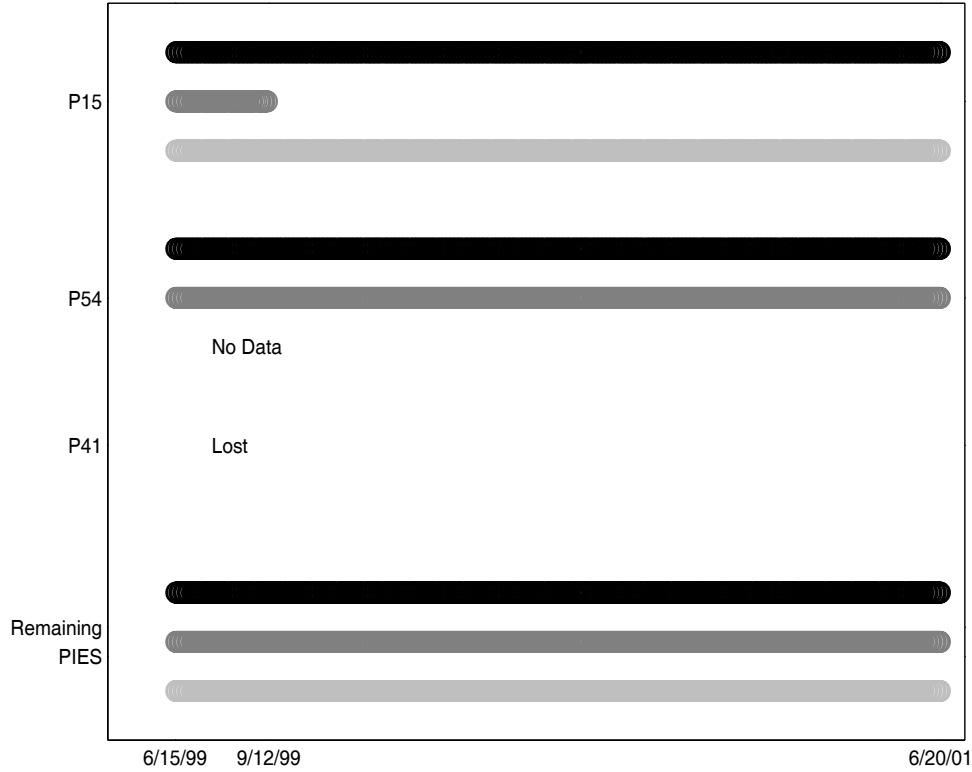 P15
P54
No Data
P41
Lost
Remaining
PIES
6/15/99
9/12/99
6/20/01